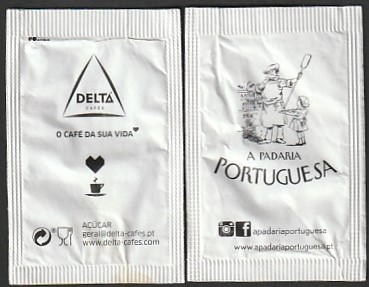 DELTA
CAFÉS
O CAFÉ DA SUA VIDA
AÇÚCAR
geral@delta-cafes.pt
www.delta-cafes.com
A PADARIA
PORTUGUESA
apadariaportuguesa
www.apadariaportuguesa.pt